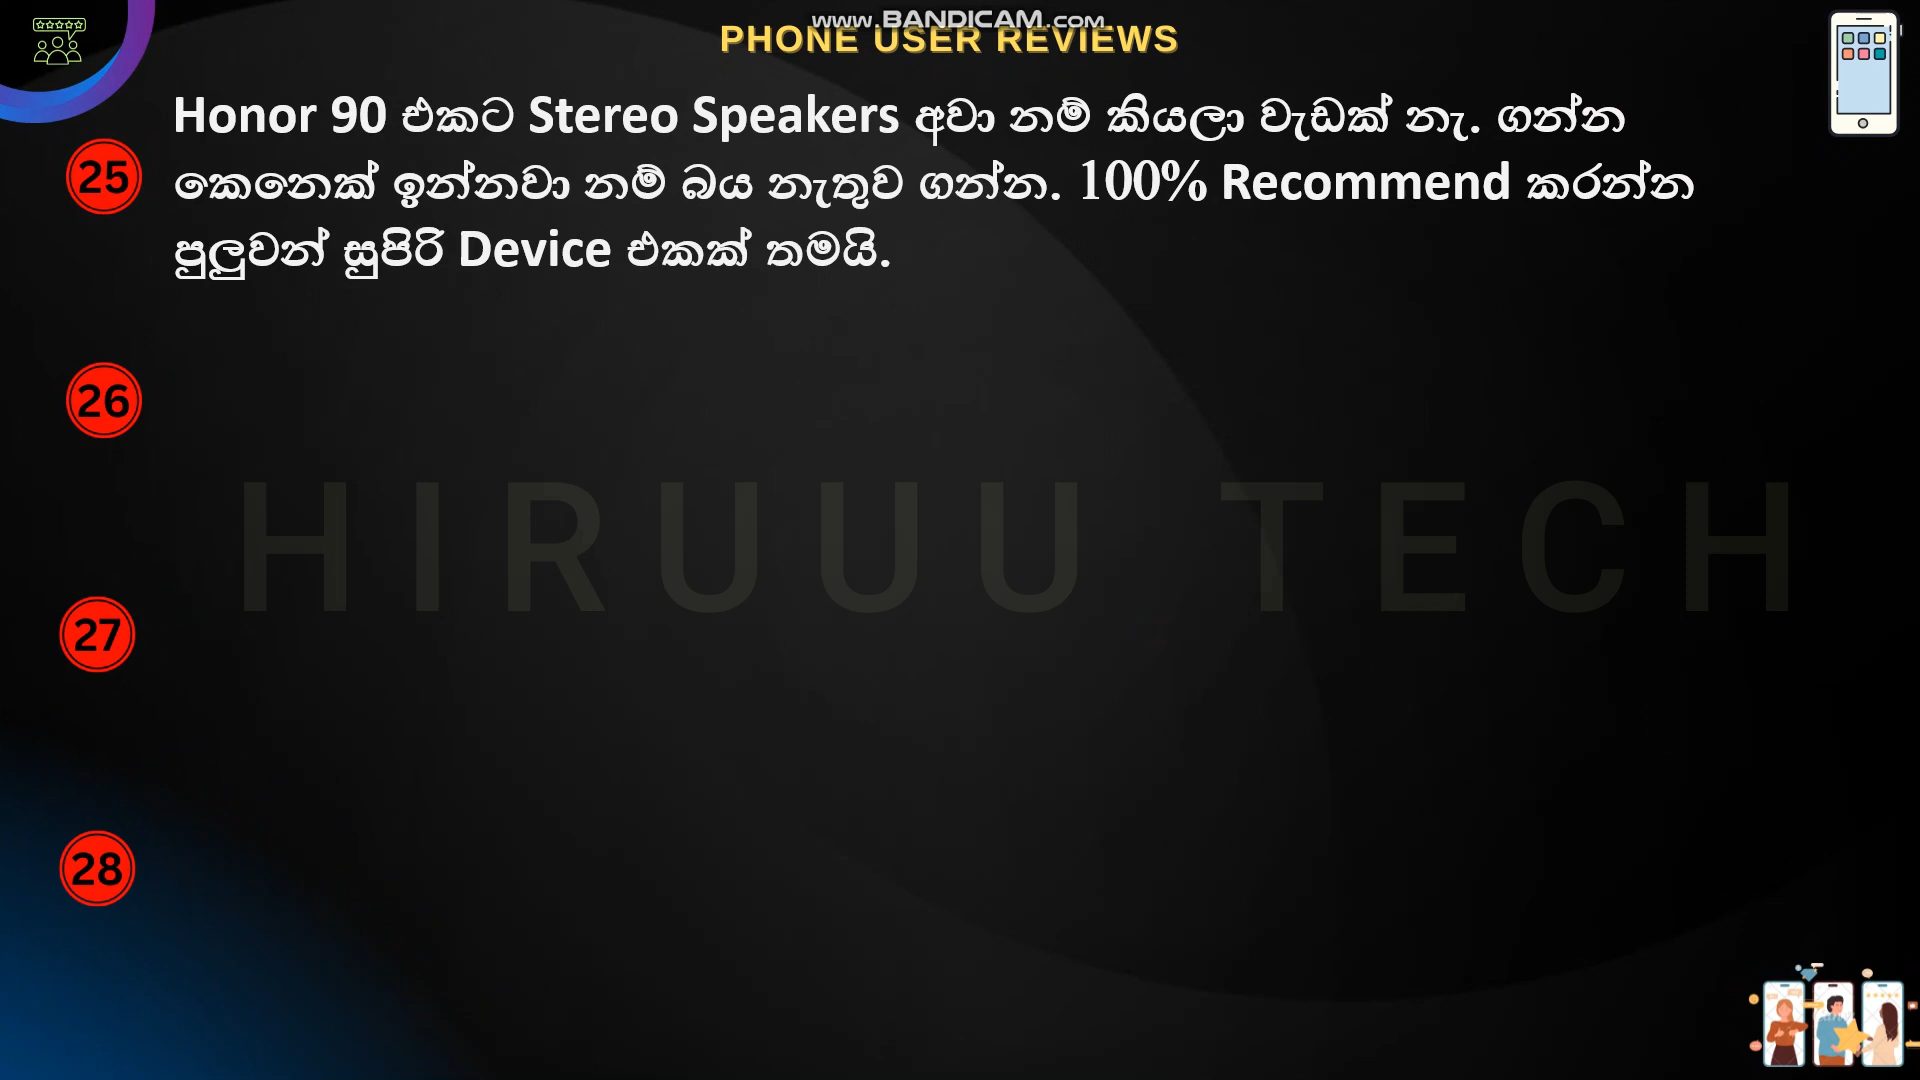 www.BANDICAM.com
PHONE USER REVIEWS
Honor 90 එකට Stereo Speakers අවා නම් කියලා වැඩක් නැ. ගන්න
25
කෙනෙක් ඉන්නවා නම් බය නැතුව ගන්න. 100% Recommend කරන්න
පුලුවන් සුපිරි Device එකක් තමයි.
26
HIRUUU TECH
27
28